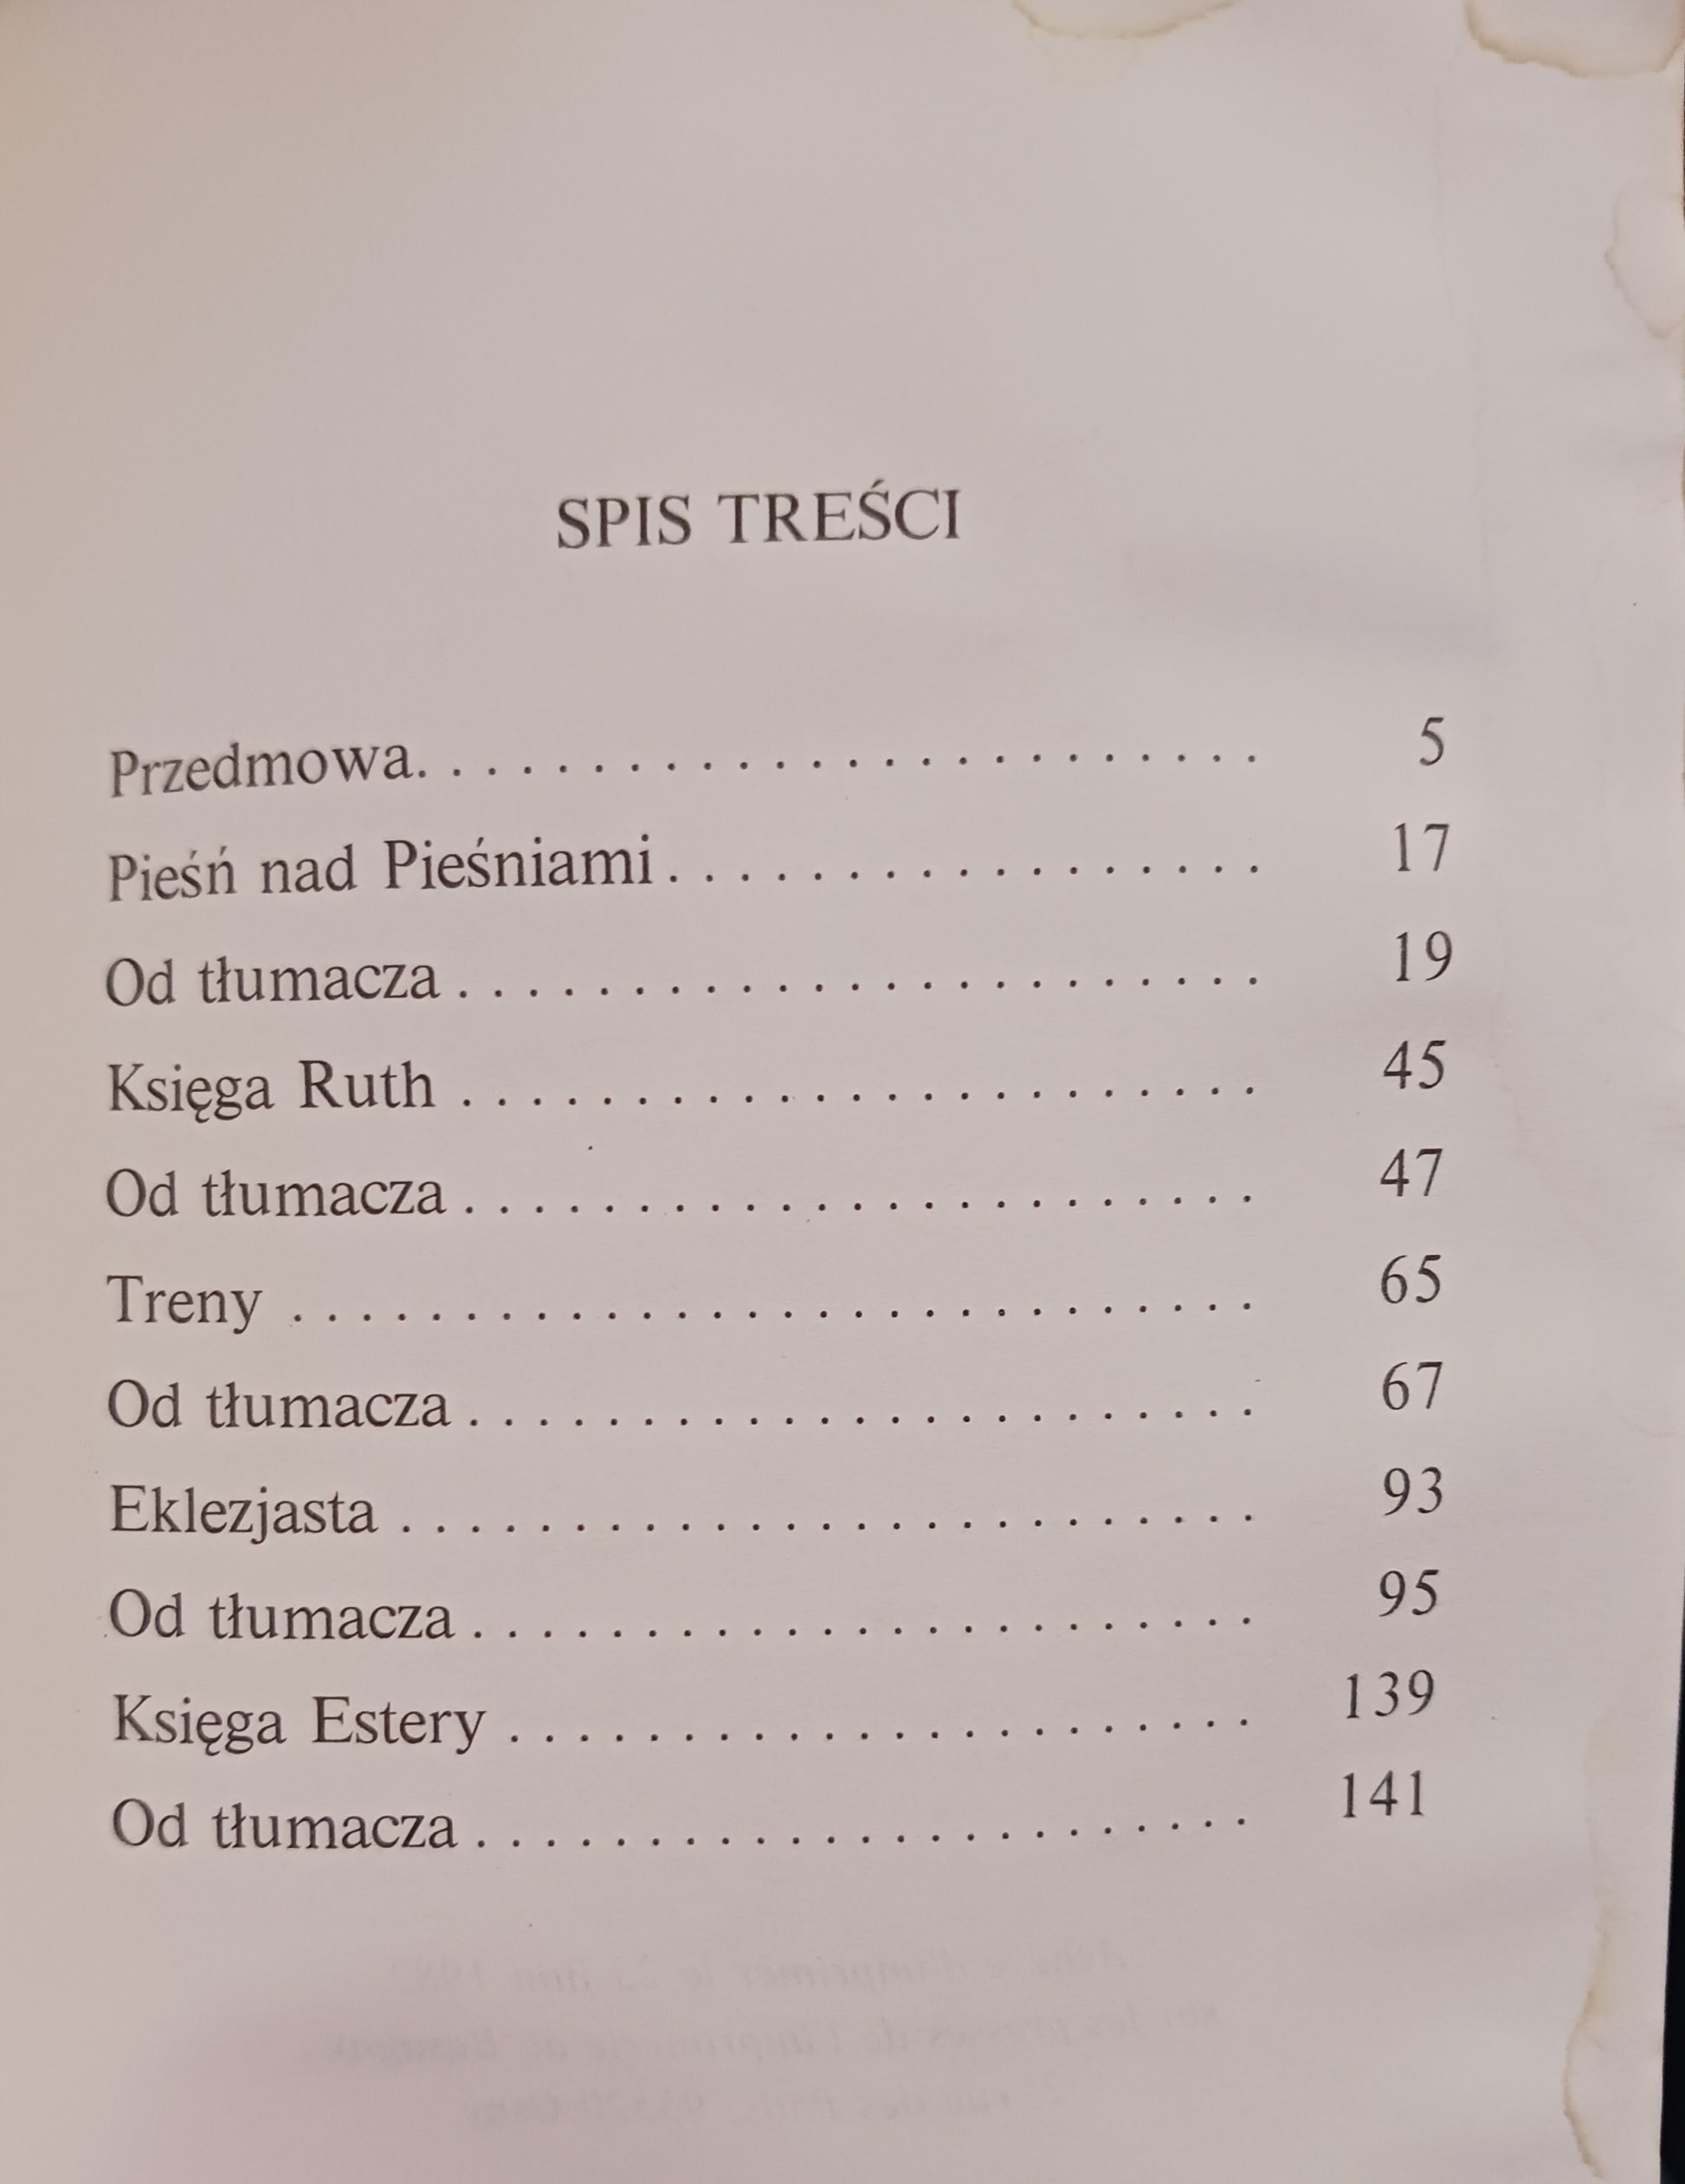 SPIS TREŚCI
Przedmowa. . . . . . . . . . . . . . . . . . . . . . . . 5
Pieśń nad Pieśniami . . . . . . . . . . . . . . . . . 17
Od tłumacza . . . . . . . . . . . . . . . . . . . . . . . 19
Księga Ruth . . . . . . . . . . . . . . . . . . . . . . . 45
Od tłumacza . . . . . . . . . . . . . . . . . . . . . . . 47
Treny . . . . . . . . . . . . . . . . . . . . . . . . . . . . 65
Od tłumacza . . . . . . . . . . . . . . . . . . . . . . . 67
Eklezjasta . . . . . . . . . . . . . . . . . . . . . . . . . 93
Od tłumacza . . . . . . . . . . . . . . . . . . . . . . . 95
Księga Estery . . . . . . . . . . . . . . . . . . . . . . 139
Od tłumacza . . . . . . . . . . . . . . . . . . . . . . . 141